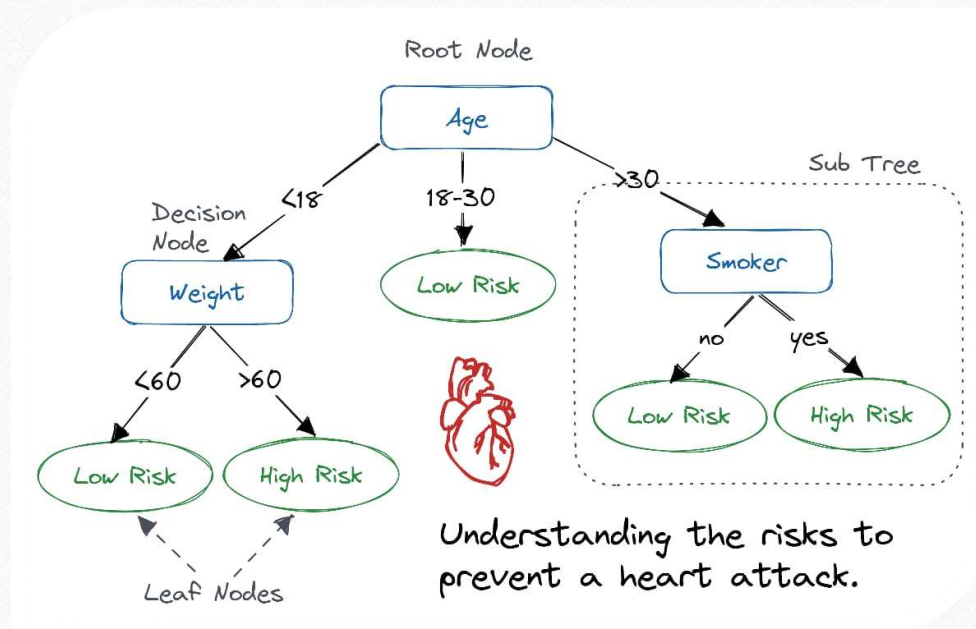 Root Node
Age
Sub Tree
<18
18-30
>30
Decision
Node
Weight
Low Risk
Smoker
<60
>60
no
yes
Low Risk
High Risk
Low Risk
High Risk
Leaf Nodes
Understanding the risks to
prevent a heart attack.